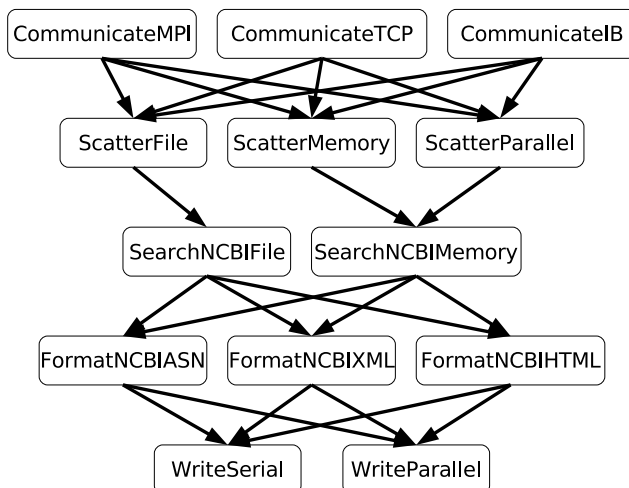 CommunicateMPI
CommunicateTCP
CommunicateIB
ScatterFile
ScatterMemory
ScatterParallel
SearchNCBIFile
SearchNCBIMemory
FormatNCBIASN
FormatNCBIXML
FormatNCBIHTML
WriteSerial
WriteParallel